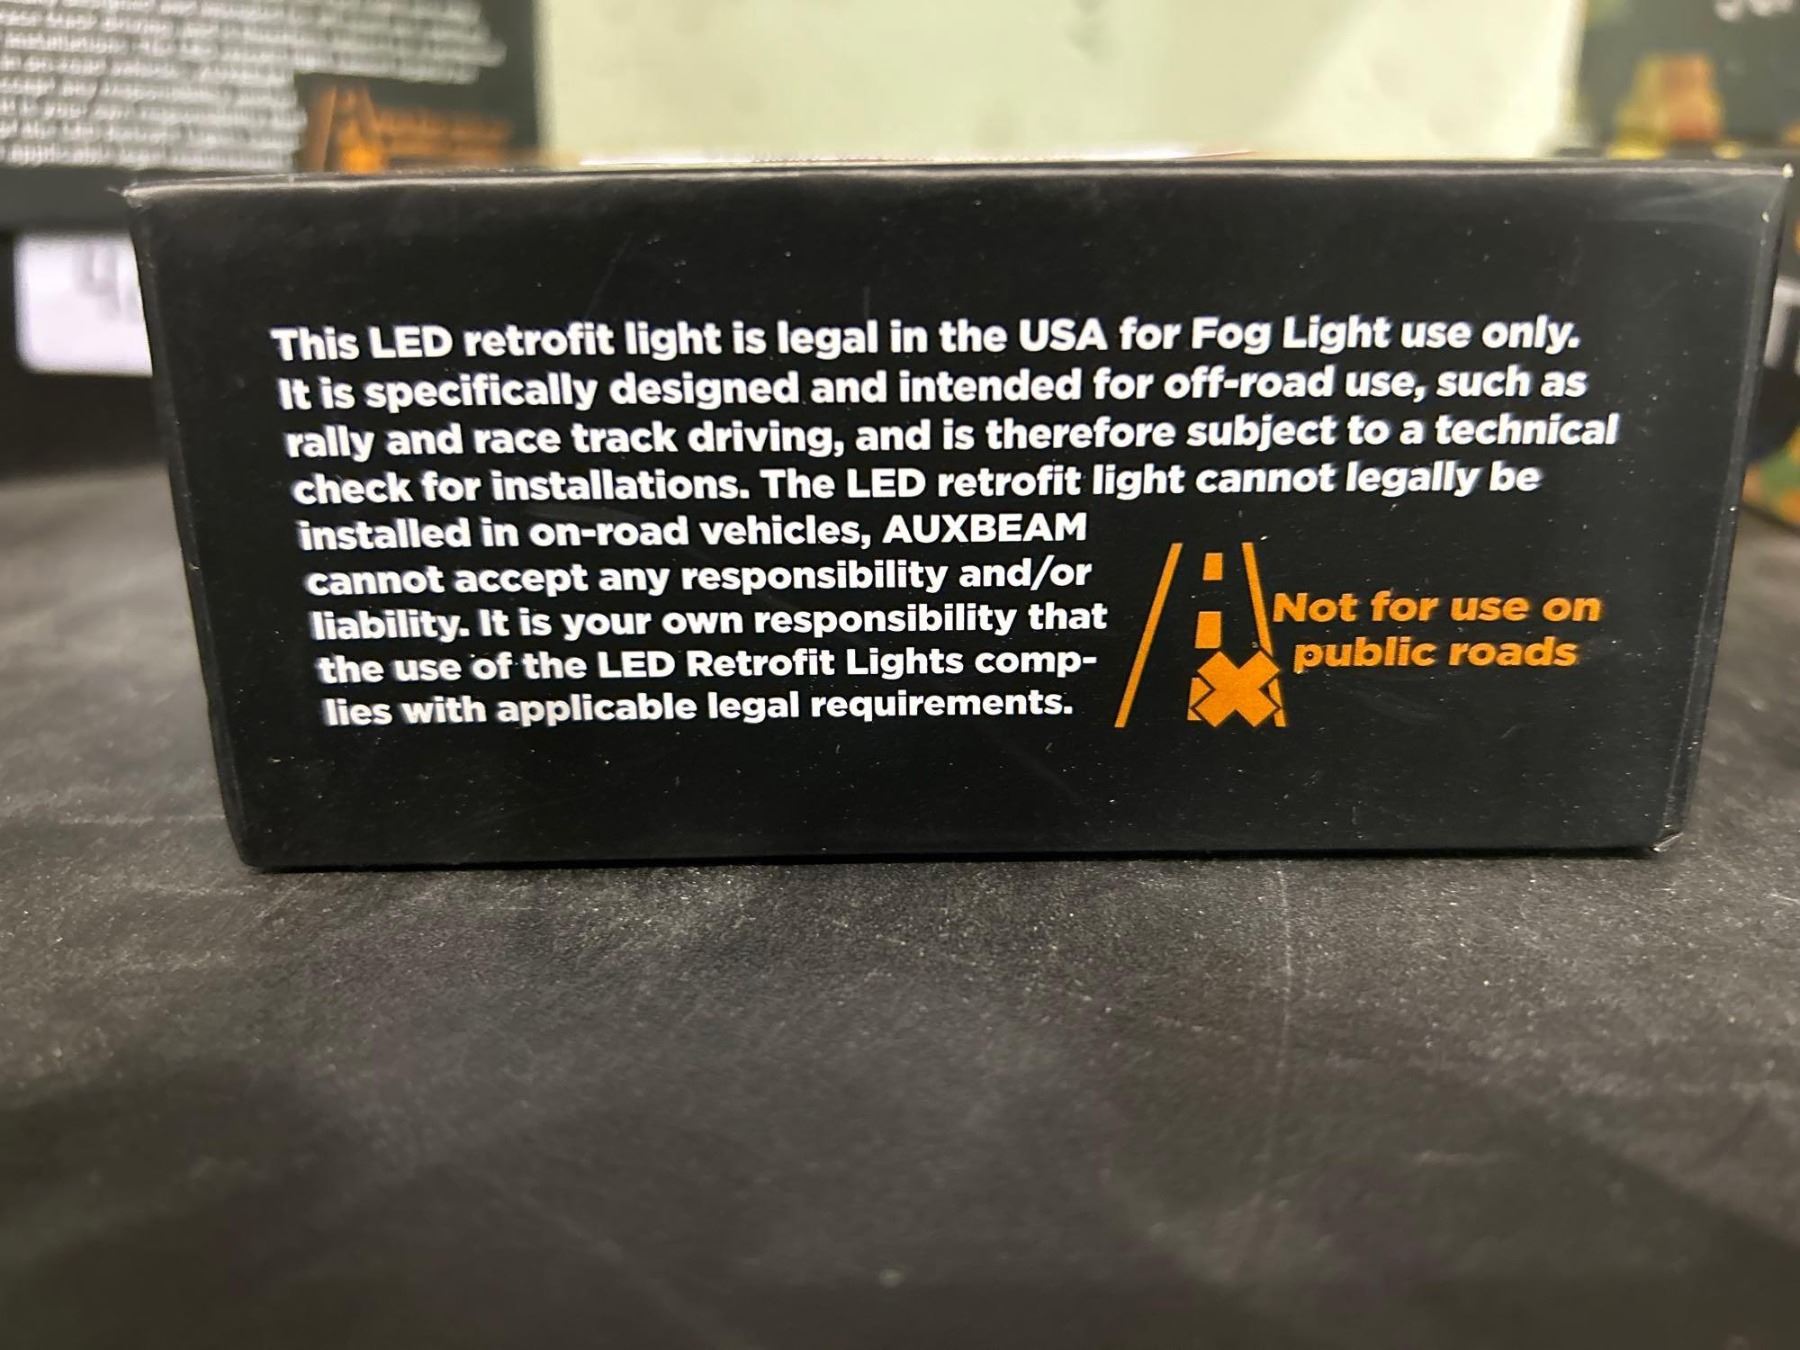 This LED retrofit light is legal in the USA for Fog Light use only.
It is specifically designed and intended for off-road use, such as
rally and race track driving, and is therefore subject to a technical
check for installations. The LED retrofit light cannot legally be
installed in on-road vehicles, AUXBEAM
cannot accept any responsibility and/or
liability. It is your own responsibility that
the use of the LED Retrofit Lights comp-
lies with applicable legal requirements.
Not for use on
public roads